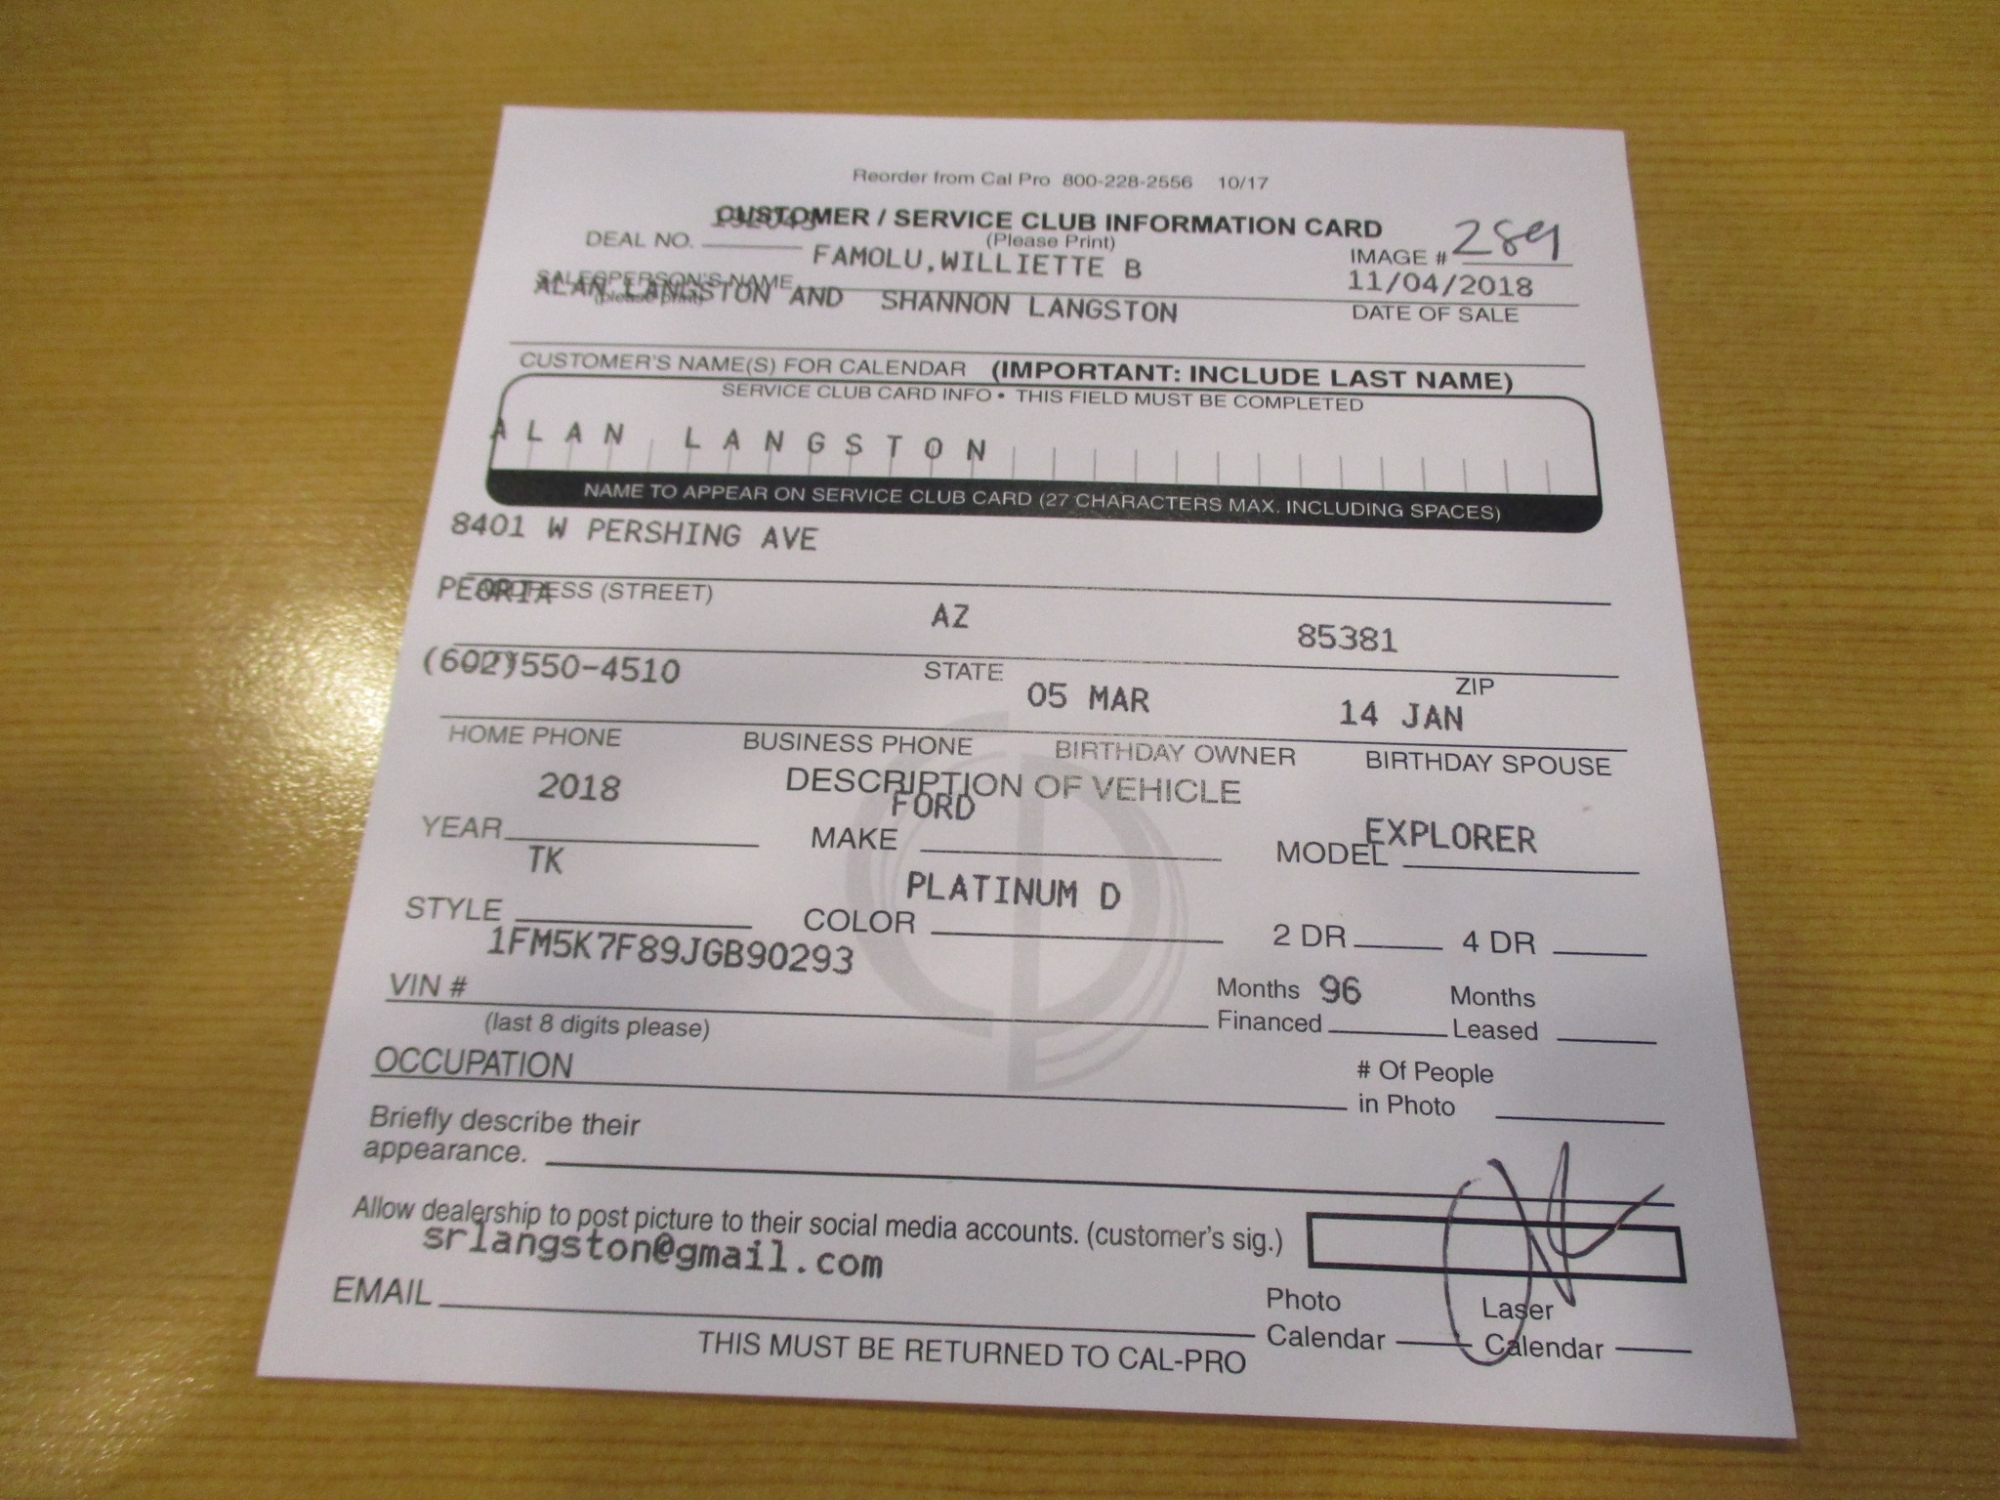 Reorder from Cal Pro 800-228-2556 10/17
CUSTOMER / SERVICE CLUB INFORMATION CARD
(Please Print)
DEAL NO.
IMAGE # 289
FAMOLU,WILLIETTE B
11/04/2018
SALESPERSON'S NAME
(please print)
DATE OF SALE
ALAN LANGSTON AND SHANNON LANGSTON
CUSTOMER'S NAME(S) FOR CALENDAR (IMPORTANT: INCLUDE LAST NAME)
SERVICE CLUB CARD INFO • THIS FIELD MUST BE COMPLETED
ALAN LANGSTON
NAME TO APPEAR ON SERVICE CLUB CARD (27 CHARACTERS MAX. INCLUDING SPACES)
8401 W PERSHING AVE
ADDRESS (STREET)
PEORIA AZ 85381
STATE ZIP
(602)550-4510 05 MAR 14 JAN
HOME PHONE BUSINESS PHONE BIRTHDAY OWNER BIRTHDAY SPOUSE
DESCRIPTION OF VEHICLE
2018 FORD EXPLORER
YEAR MAKE MODEL
TK PLATINUM D
STYLE COLOR 2 DR 4 DR
1FM5K7F89JGB90293
VIN # Months Financed 96 Months Leased
(last 8 digits please)
OCCUPATION # Of People in Photo
Briefly describe their
appearance.
Allow dealership to post picture to their social media accounts. (customer's sig.)
srlangston@gmail.com
EMAIL Photo Calendar Laser Calendar
THIS MUST BE RETURNED TO CAL-PRO